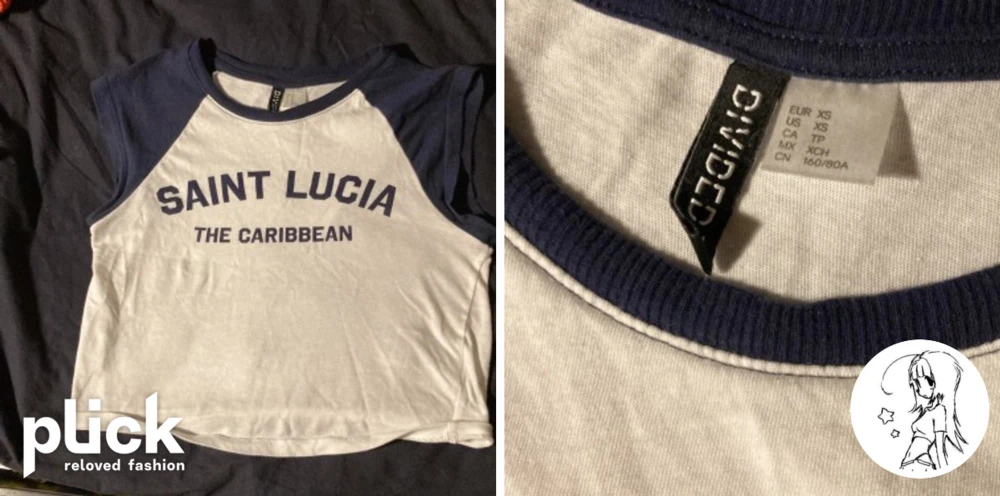 DIVIDED
SAINT LUCIA
THE CARIBBEAN
plick
reloved fashion
DIVIDED
EUR XS
US XS
CA TP
MX XCH
CN 160/80A